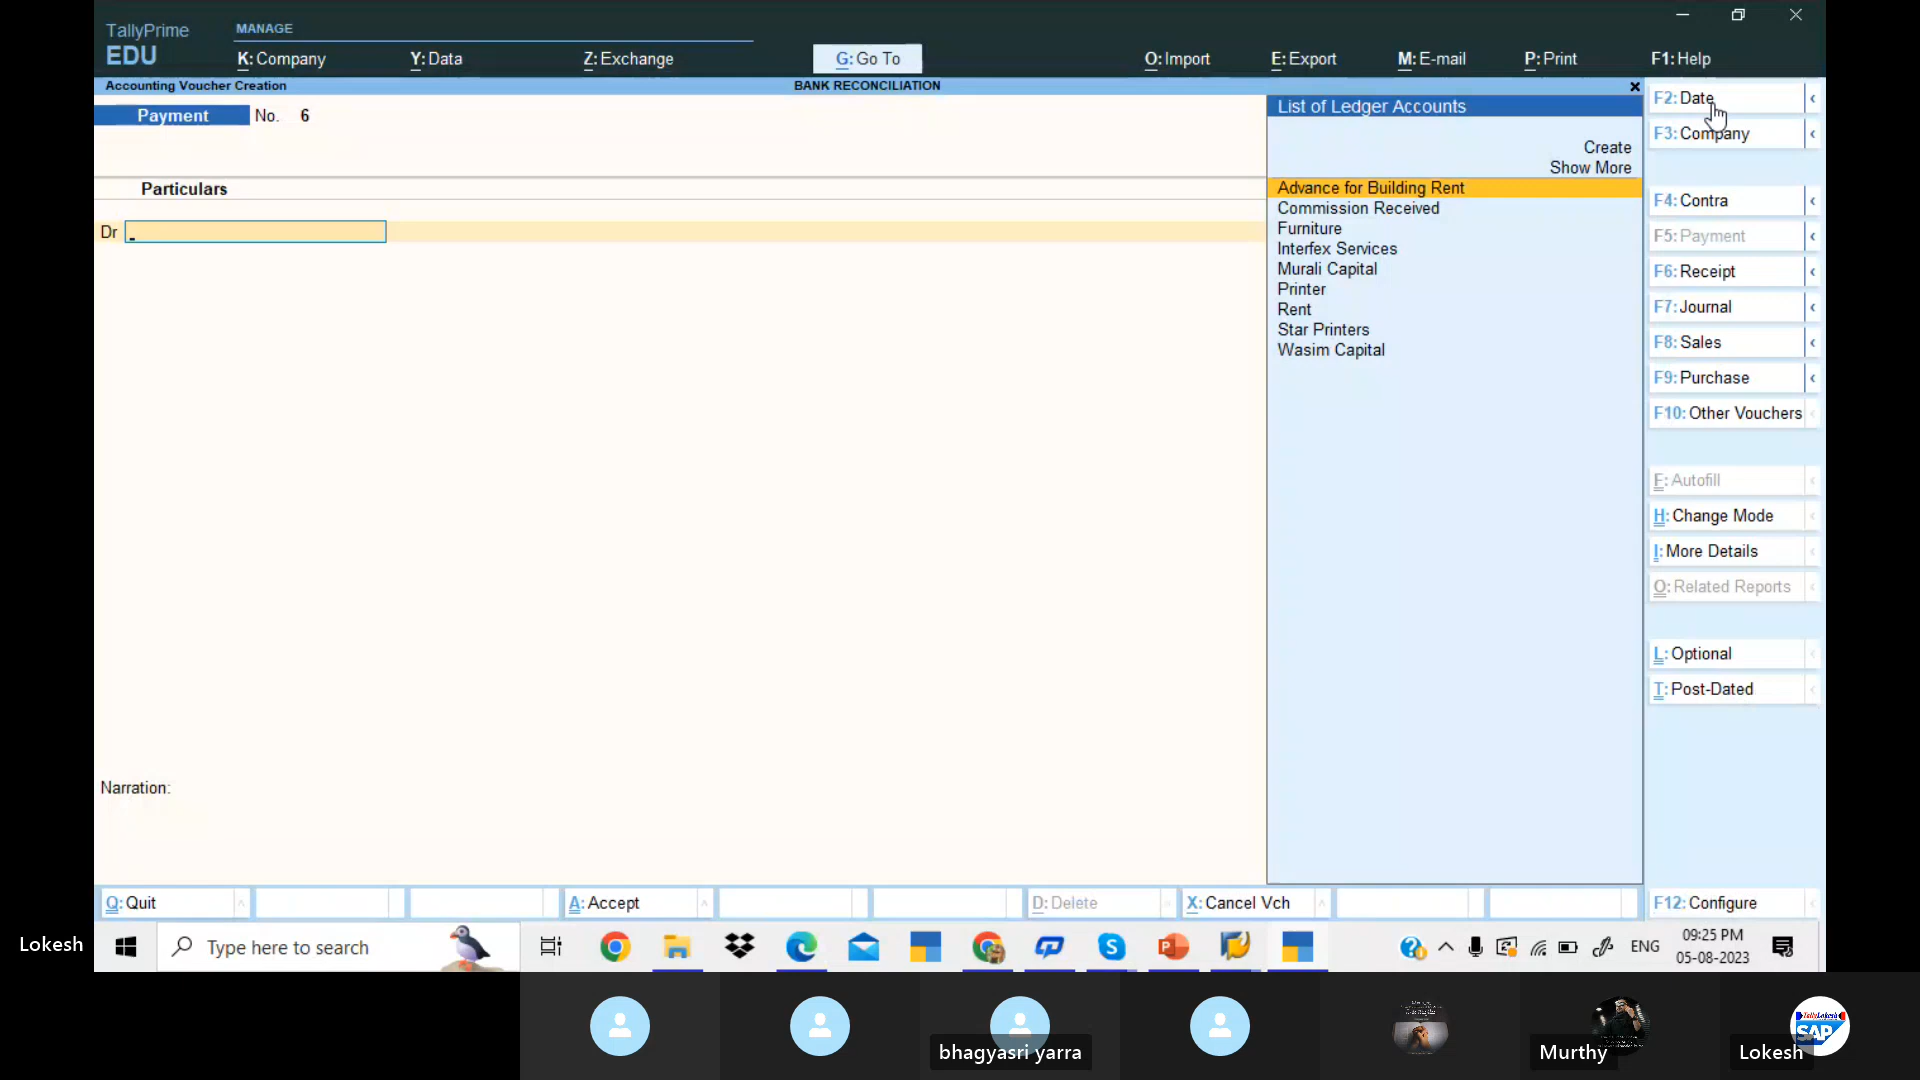 TallyPrime
EDU
MANAGE
K: Company
Y: Data
Z: Exchange
G: Go To
O: Import
E: Export
M: E-mail
P: Print
F1: Help
Accounting Voucher Creation
BANK RECONCILIATION
Payment No. 6
Particulars
Dr
List of Ledger Accounts
Create
Show More
Advance for Building Rent
Commission Received
Furniture
Interfex Services
Murali Capital
Printer
Rent
Star Printers
Wasim Capital
F2: Date
F3: Company
F4: Contra
F5: Payment
F6: Receipt
F7: Journal
F8: Sales
F9: Purchase
F10: Other Vouchers
F: Autofill
H: Change Mode
I: More Details
O: Related Reports
L: Optional
T: Post-Dated
Narration:
Q: Quit
A: Accept
D: Delete
X: Cancel Vch
F12: Configure
Lokesh
Type here to search
ENG
09:25 PM
05-08-2023
bhagyasri yarra
Murthy
Lokesh
SAP